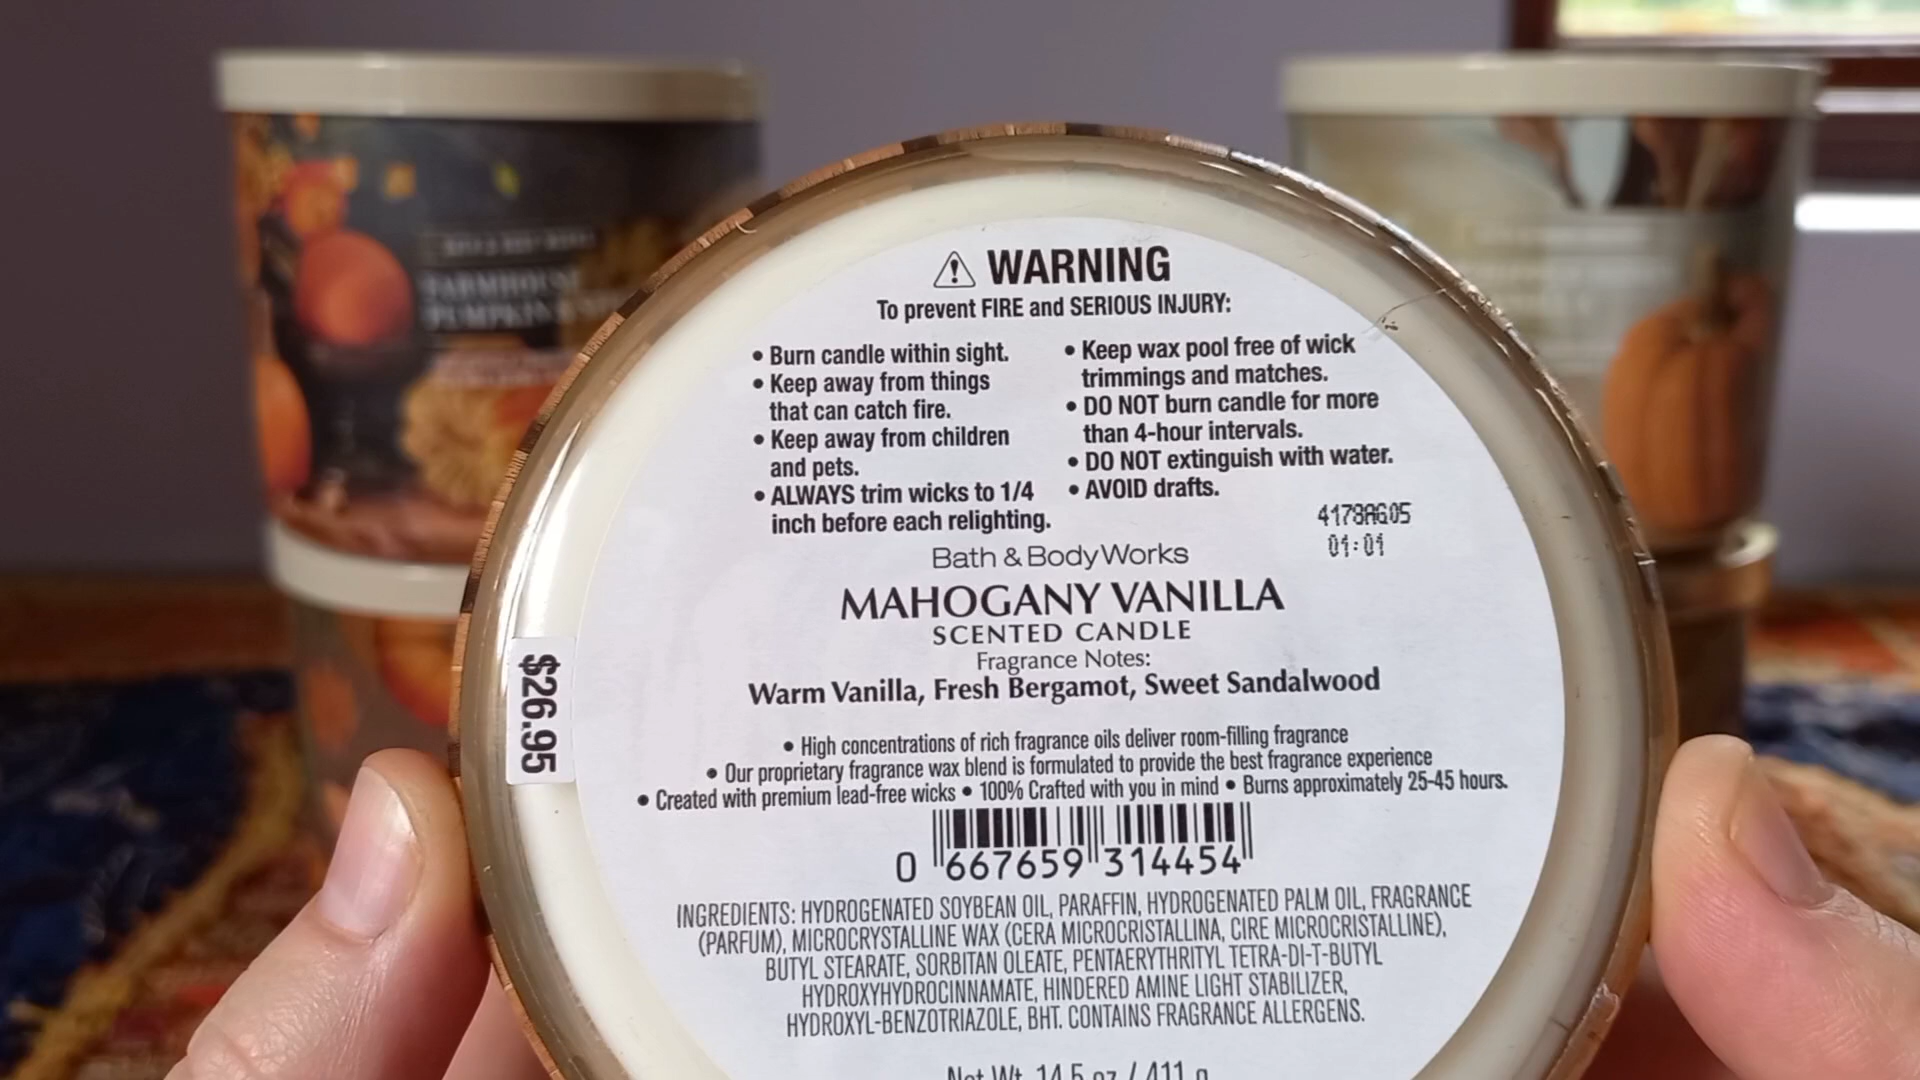 WARNING
To prevent FIRE and SERIOUS INJURY:
• Burn candle within sight.
• Keep away from things
that can catch fire.
• Keep away from children
and pets.
• ALWAYS trim wicks to 1/4
inch before each relighting.
• Keep wax pool free of wick
trimmings and matches.
• DO NOT burn candle for more
than 4-hour intervals.
• DO NOT extinguish with water.
• AVOID drafts.
4178AG05
01:01
Bath & Body Works
MAHOGANY VANILLA
SCENTED CANDLE
Fragrance Notes:
Warm Vanilla, Fresh Bergamot, Sweet Sandalwood
• High concentrations of rich fragrance oils deliver room-filling fragrance
• Our proprietary fragrance wax blend is formulated to provide the best fragrance experience
• Created with premium lead-free wicks • 100% Crafted with you in mind • Burns approximately 25-45 hours.
0 667659 314454
INGREDIENTS: HYDROGENATED SOYBEAN OIL, PARAFFIN, HYDROGENATED PALM OIL, FRAGRANCE
(PARFUM), MICROCRYSTALLINE WAX (CERA MICROCRISTALLINA, CIRE MICROCRISTALLINE),
BUTYL STEARATE, SORBITAN OLEATE, PENTAERYTHRITYL TETRA-DI-T-BUTYL
HYDROXYHYDROCINNAMATE, HINDERED AMINE LIGHT STABILIZER,
HYDROXYL-BENZOTRIAZOLE, BHT. CONTAINS FRAGRANCE ALLERGENS.
Net Wt. 14.5 oz / 411 g
$26.95
FARMHOUSE
PUMPKIN